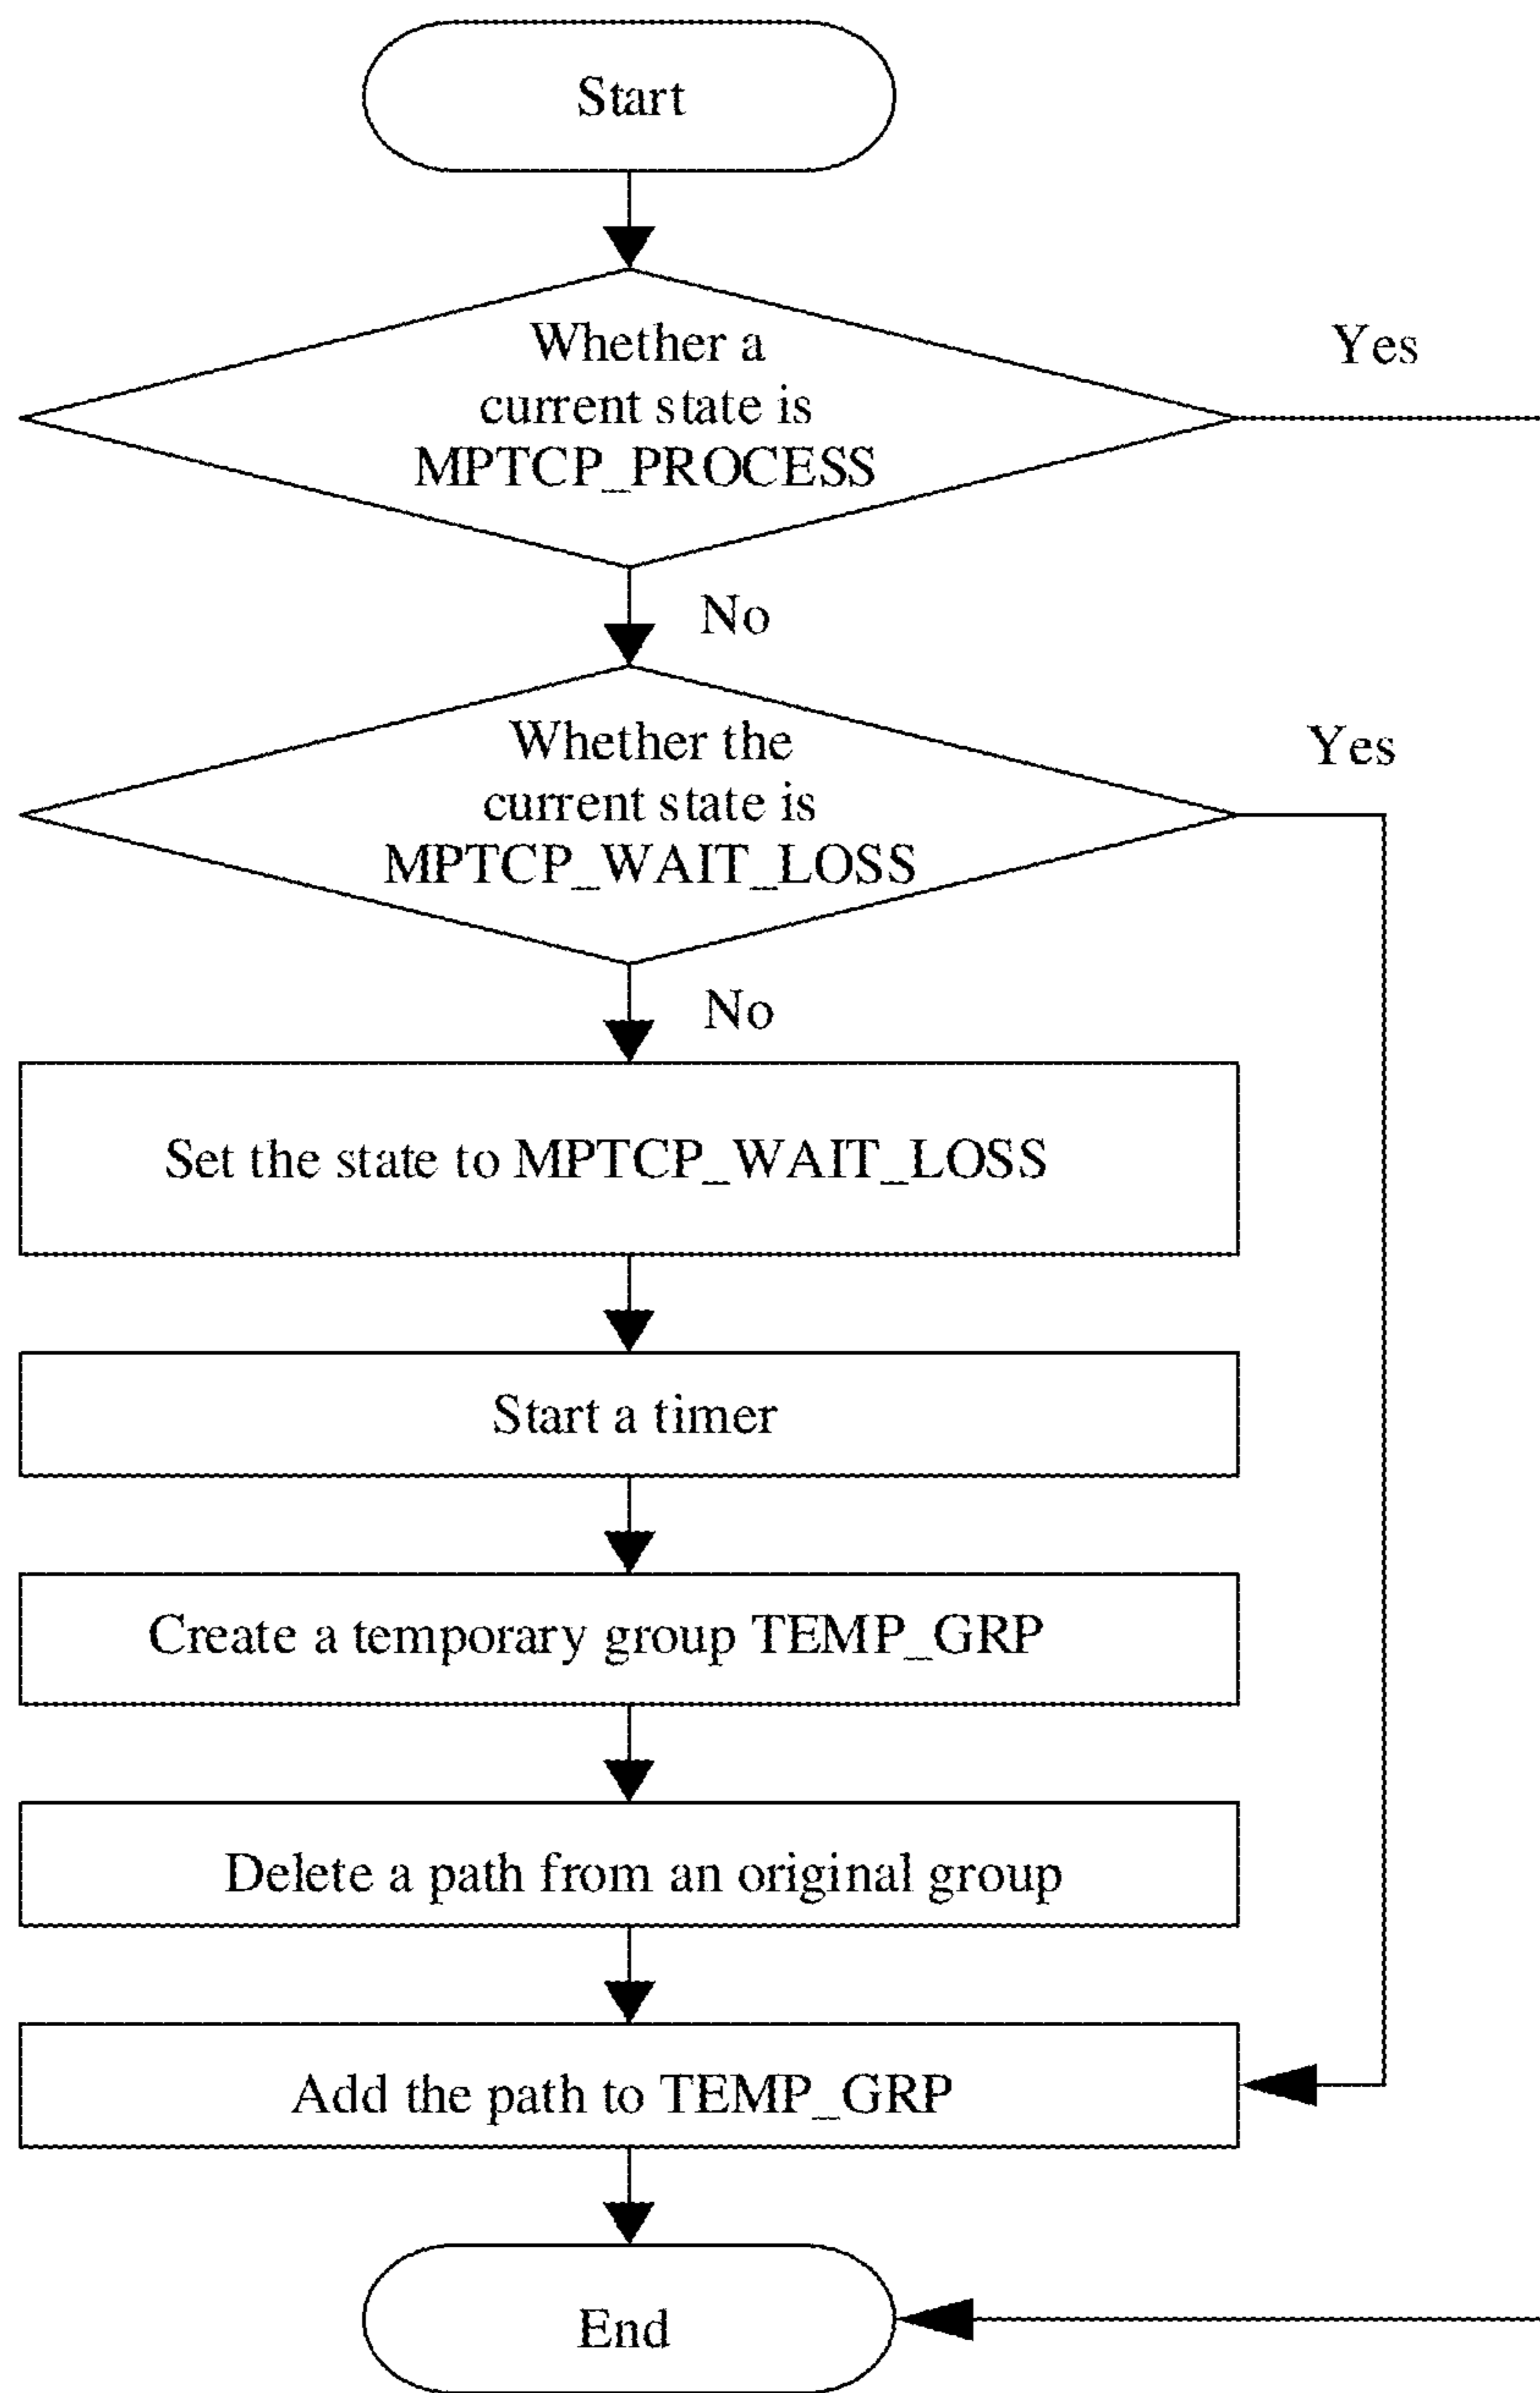 Start
Whether a
current state is
MPTCP_PROCESS
Yes
No
Whether the
current state is
MPTCP_WAIT_LOSS
Yes
No
Set the state to MPTCP_WAIT_LOSS
Start a timer
Create a temporary group TEMP_GRP
Delete a path from an original group
Add the path to TEMP_GRP
End